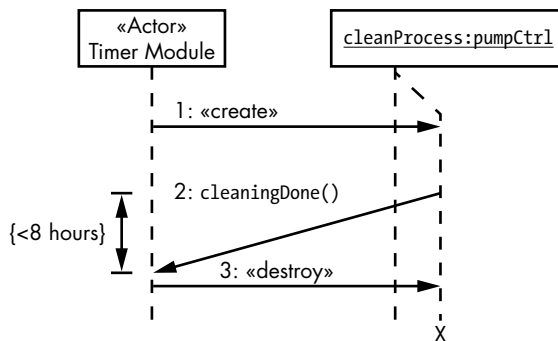 «Actor»
Timer Module
cleanProcess:pumpCtrl
1: «create»
2: cleaningDone()
{<8 hours}
3: «destroy»
X